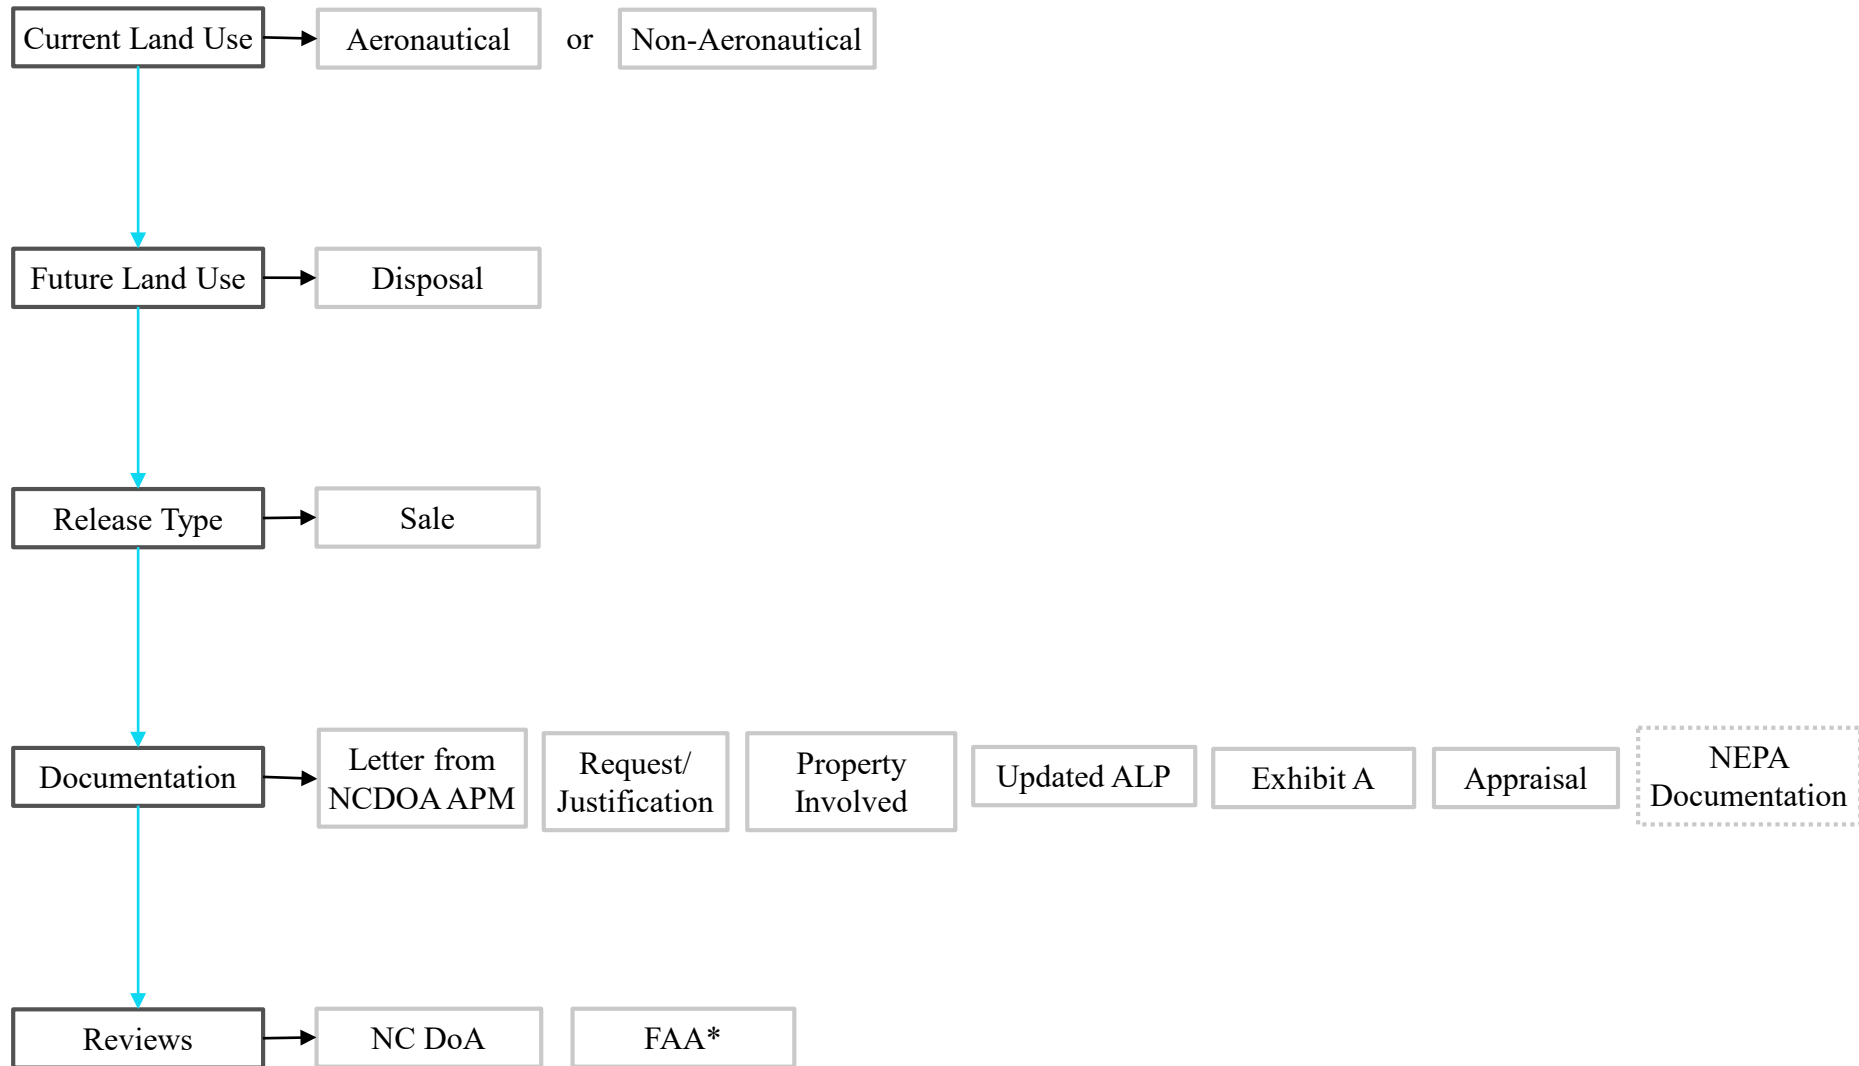 Current Land Use
Aeronautical
or
Non-Aeronautical
Future Land Use
Disposal
Release Type
Sale
Documentation
Letter from
NCDOA APM
Request/
Justification
Property
Involved
Updated ALP
Exhibit A
Appraisal
NEPA
Documentation
Reviews
NC DoA
FAA*